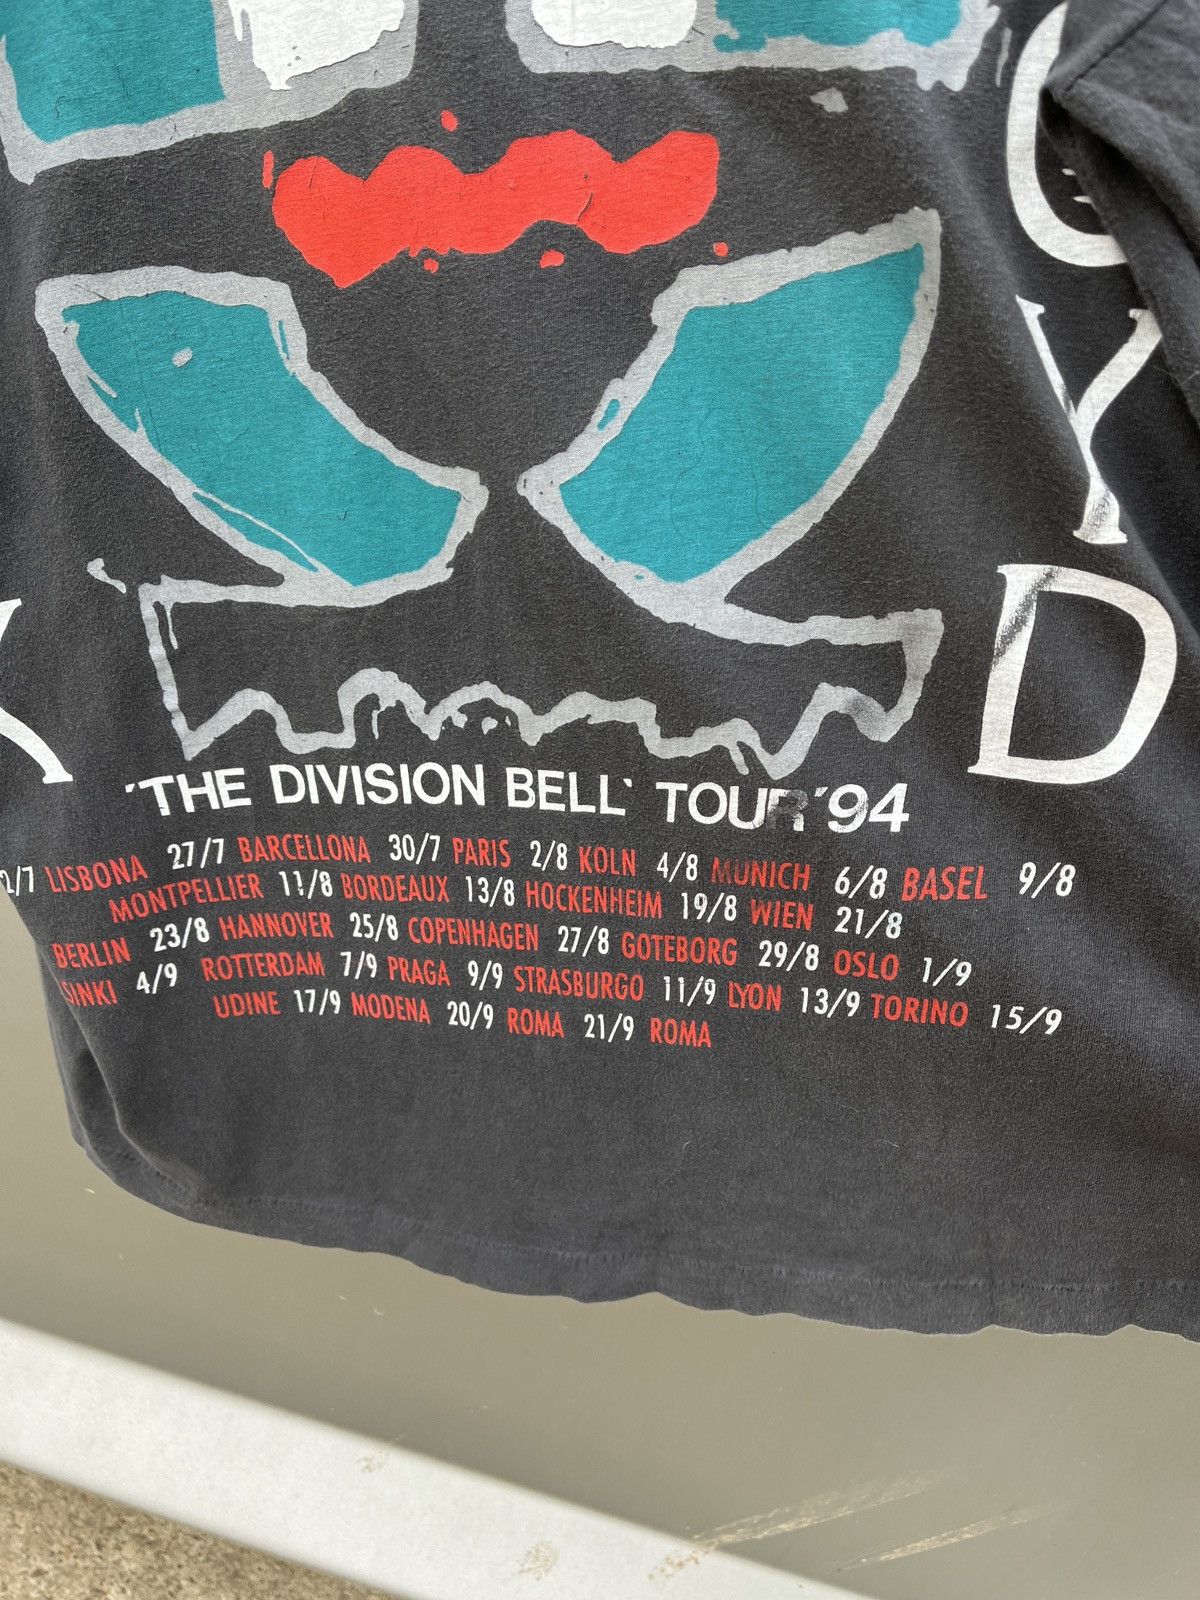 Y
D
K
'THE DIVISION BELL' TOUR '94
2/7 LISBONA 27/7 BARCELLONA 30/7 PARIS 2/8 KOLN 4/8 MUNICH 6/8 BASEL 9/8
MONTPELLIER 11/8 BORDEAUX 13/8 HOCKENHEIM 19/8 WIEN 21/8
BERLIN 23/8 HANNOVER 25/8 COPENHAGEN 27/8 GOTEBORG 29/8 OSLO 1/9
SINKI 4/9 ROTTERDAM 7/9 PRAGA 9/9 STRASBURGO 11/9 LYON 13/9 TORINO 15/9
UDINE 17/9 MODENA 20/9 ROMA 21/9 ROMA